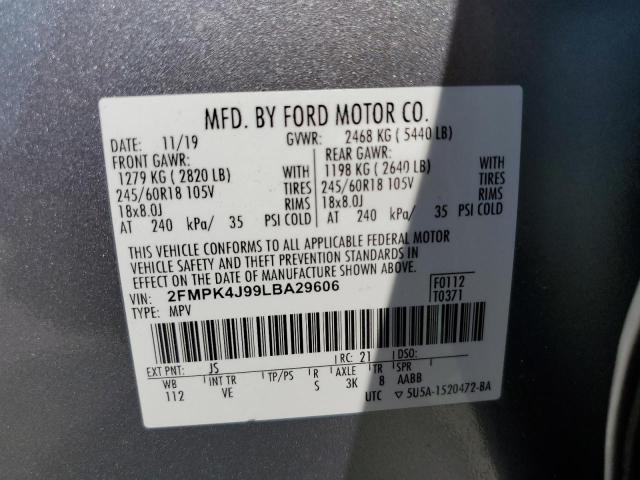 MFD. BY FORD MOTOR CO.
DATE: 11/19 GVWR: 2468 KG ( 5440 LB)
FRONT GAWR: REAR GAWR:
1279 KG ( 2820 LB) WITH 1198 KG ( 2640 LB) WITH
245/60R18 105V TIRES 245/60R18 105V TIRES
18x8.0J RIMS 18x8.0J RIMS
AT 240 kPa/ 35 PSI COLD AT 240 kPa/ 35 PSI COLD
THIS VEHICLE CONFORMS TO ALL APPLICABLE FEDERAL MOTOR
VEHICLE SAFETY AND THEFT PREVENTION STANDARDS IN
EFFECT ON THE DATE OF MANUFACTURE SHOWN ABOVE.
VIN: 2FMPK4J99LBA29606 F0112
TYPE: MPV T0371
EXT PNT: JS RC: 21 DSO:
WB INT TR TP/PS R AXLE TR SPR
112 VE S 3K 8 AABB
UTC ▽ 5U5A-1520472-BA